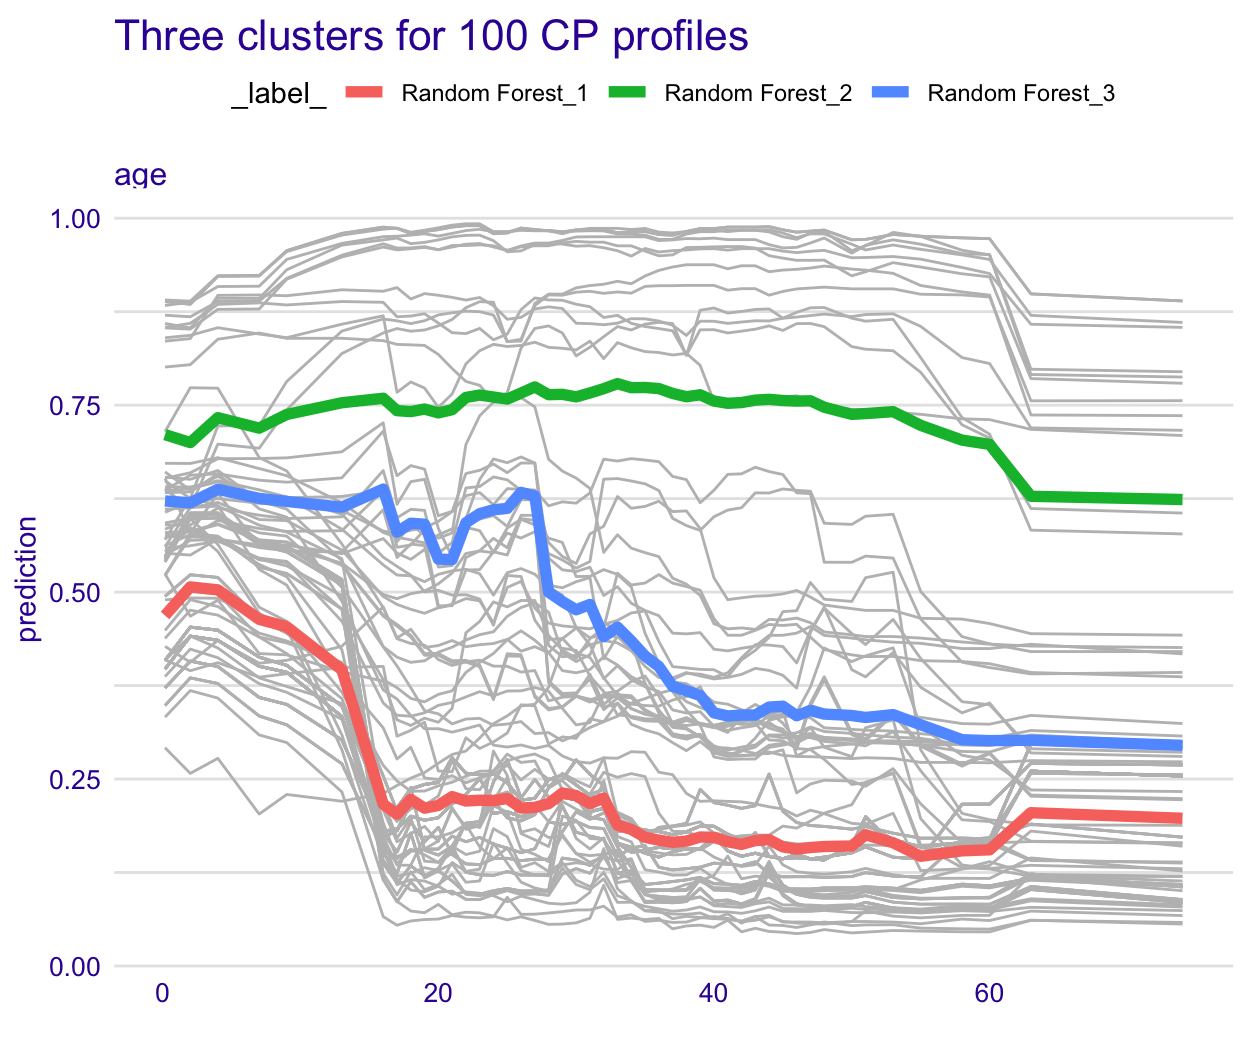 Three clusters for 100 CP profiles
_label_ Random Forest_1 Random Forest_2 Random Forest_3
age
1.00
0.75
0.50
0.25
0.00
prediction
0 20 40 60